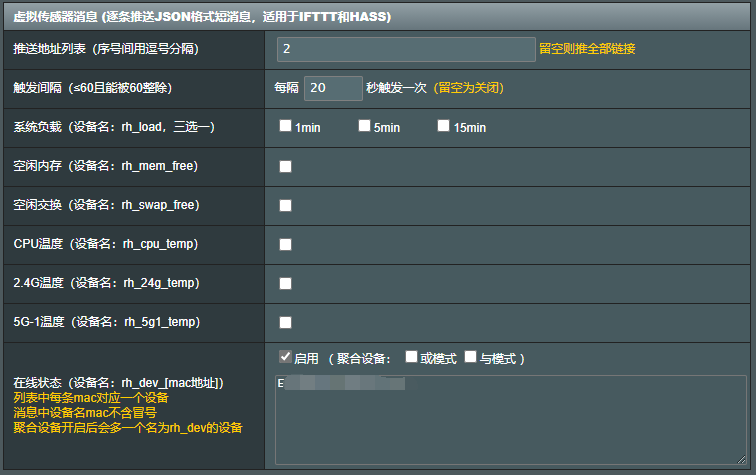 虚拟传感器消息 (逐条推送JSON格式短消息，适用于IFTTT和HASS)
推送地址列表（序号间用逗号分隔） 2 留空则推全部链接
触发间隔（≤60且能被60整除） 每隔 20 秒触发一次（留空为关闭）
系统负载（设备名：rh_load，三选一） 1min 5min 15min
空闲内存（设备名：rh_mem_free）
空闲交换（设备名：rh_swap_free）
CPU温度（设备名：rh_cpu_temp）
2.4G温度（设备名：rh_24g_temp）
5G-1温度（设备名：rh_5g1_temp）
启用 （ 聚合设备： 或模式 与模式 ）
在线状态（设备名：rh_dev_[mac地址]）
列表中每条mac对应一个设备
消息中设备名mac不含冒号
聚合设备开启后会多一个名为rh_dev的设备
E